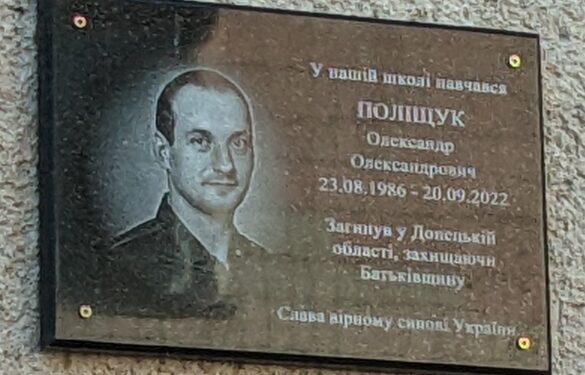 У нашій школі навчався
ПОЛІЩУК
Олександр
Олександрович
23.08.1986 - 20.09.2022
Загинув у Донецькій
області, захищаючи
Батьківщину
Слава вірному синові України